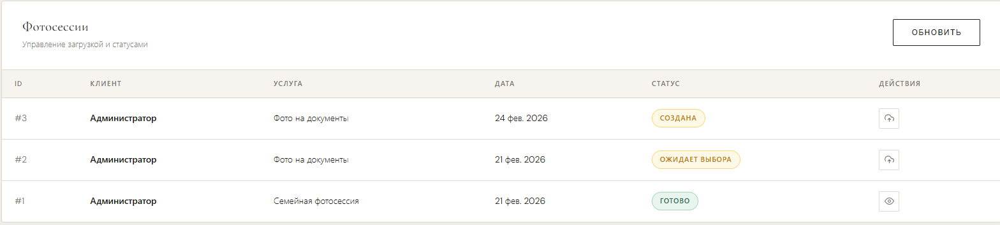 Фотосессии
Управление загрузкой и статусами
ОБНОВИТЬ
ID КЛИЕНТ УСЛУГА ДАТА СТАТУС ДЕЙСТВИЯ
#3 Администратор Фото на документы 24 фев. 2026 СОЗДАНА
#2 Администратор Фото на документы 21 фев. 2026 ОЖИДАЕТ ВЫБОРА
#1 Администратор Семейная фотосессия 21 фев. 2026 ГОТОВО